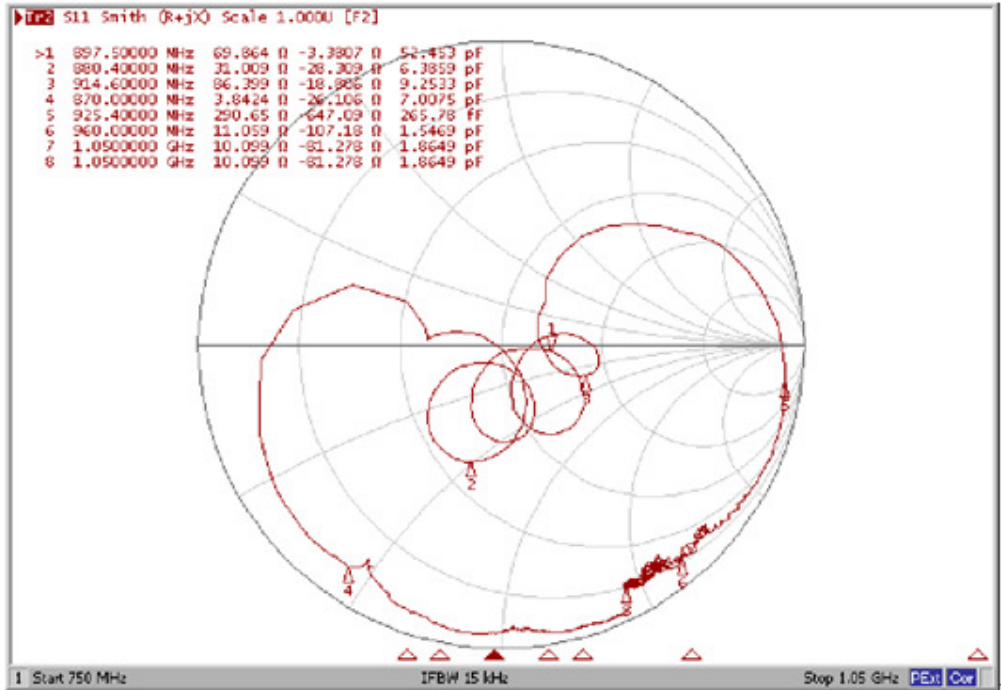 Tr2 S11 Smith (R+jX) Scale 1.000U [F2]
>1 897.50000 MHz 69.864 Ω -3.3807 Ω 52.453 pF
2 880.40000 MHz 31.009 Ω -28.309 Ω 6.3859 pF
3 914.60000 MHz 86.399 Ω -18.806 Ω 9.2533 pF
4 870.00000 MHz 3.8424 Ω -26.106 Ω 7.0075 pF
5 925.40000 MHz 290.65 Ω -647.09 Ω 265.78 fF
6 960.00000 MHz 11.059 Ω -107.18 Ω 1.5469 pF
7 1.0500000 GHz 10.099 Ω -81.278 Ω 1.8649 pF
8 1.0500000 GHz 10.099 Ω -81.278 Ω 1.8649 pF
1
2
4
1 Start 750 MHz IFBW 15 kHz Stop 1.05 GHz PExt Cor